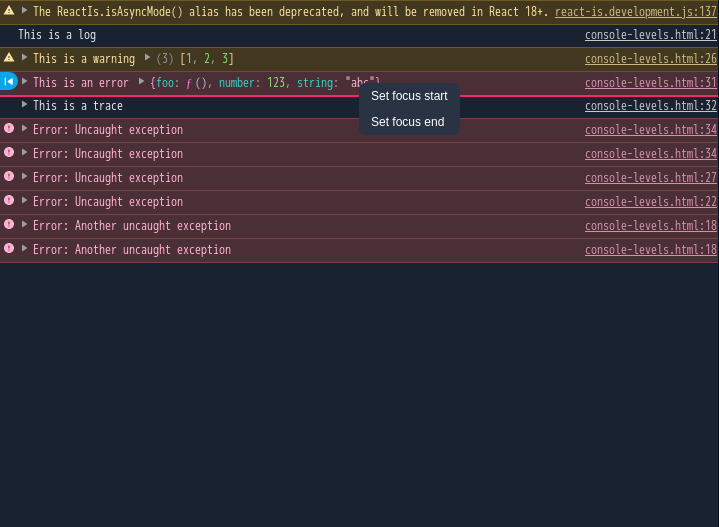 The ReactIs.isAsyncMode() alias has been deprecated, and will be removed in React 18+. react-is.development.js:137
This is a log console-levels.html:21
This is a warning (3) [1, 2, 3] console-levels.html:26
This is an error {foo: ƒ (), number: 123, string: "abc"} console-levels.html:31
Set focus start
This is a trace console-levels.html:32
Set focus end
Error: Uncaught exception console-levels.html:34
Error: Uncaught exception console-levels.html:34
Error: Uncaught exception console-levels.html:27
Error: Uncaught exception console-levels.html:22
Error: Another uncaught exception console-levels.html:18
Error: Another uncaught exception console-levels.html:18